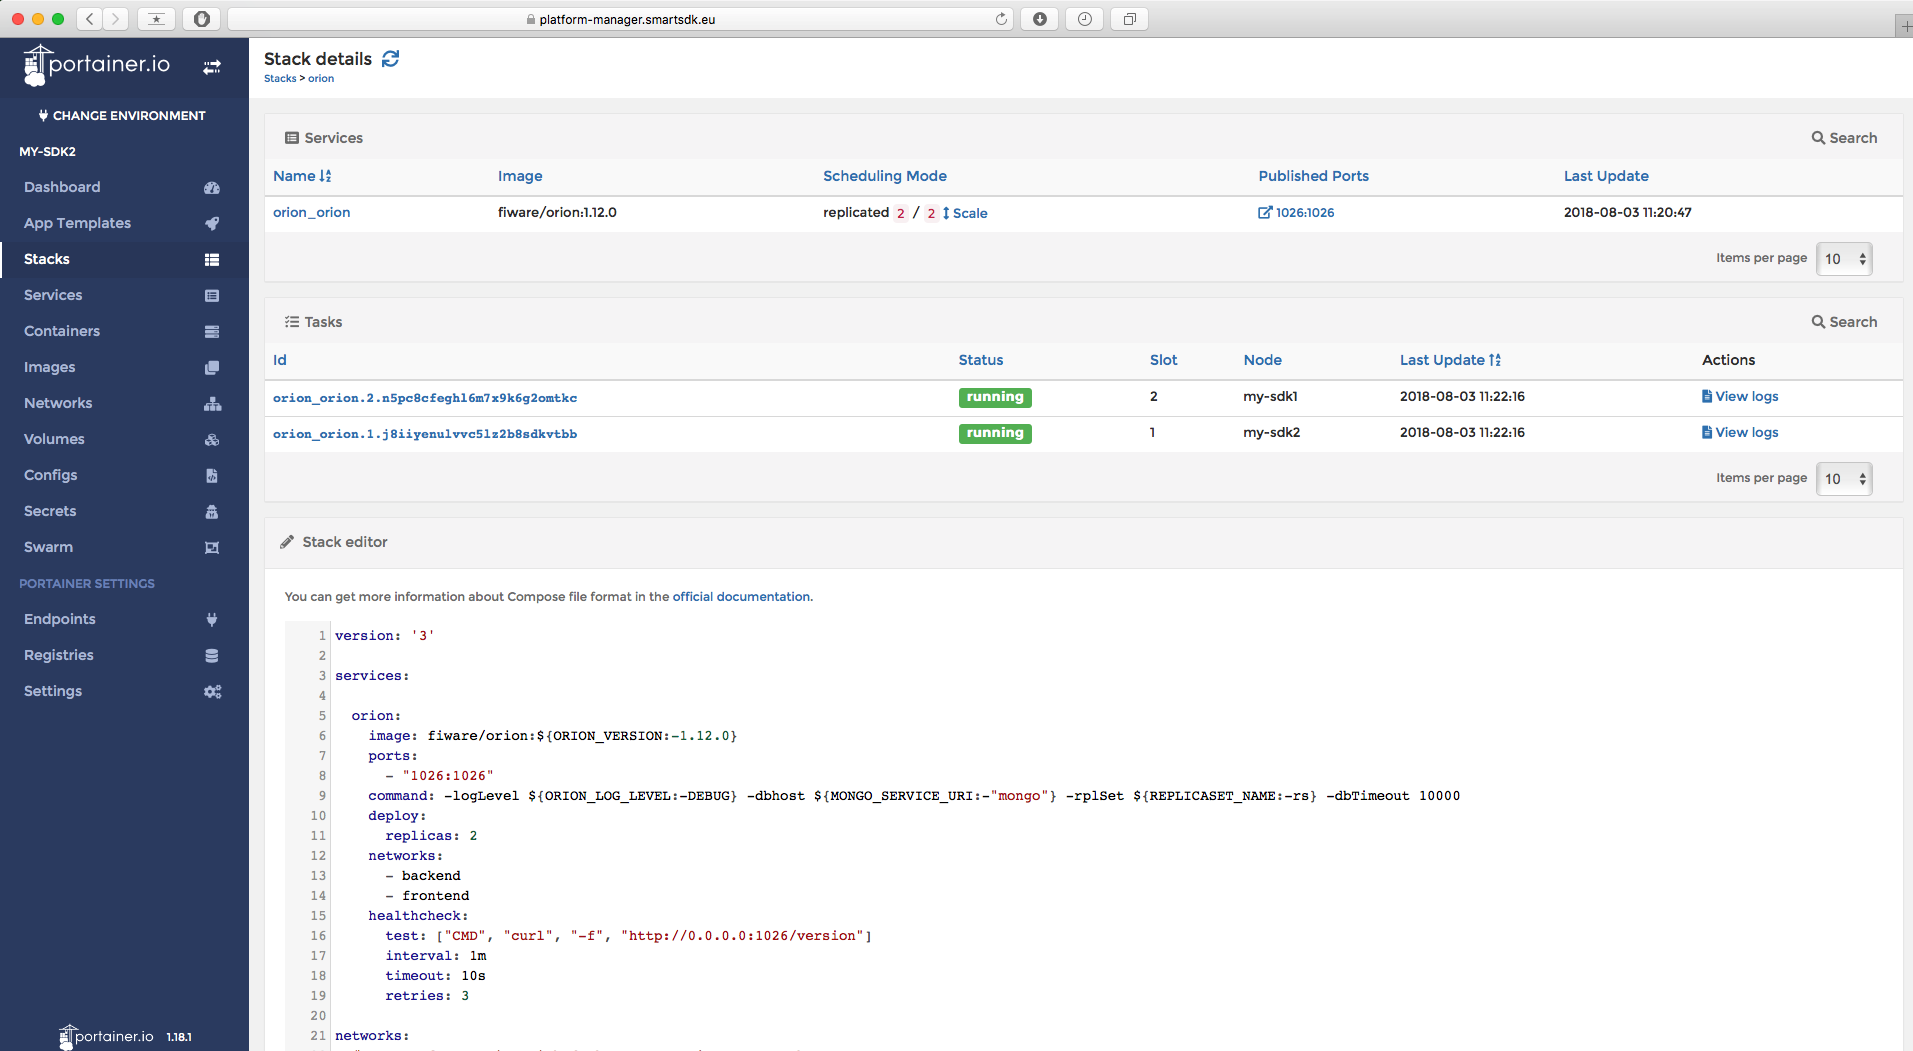 platform-manager.smartsdk.eu
portainer.io
CHANGE ENVIRONMENT
MY-SDK2
Dashboard
App Templates
Stacks
Services
Containers
Images
Networks
Volumes
Configs
Secrets
Swarm
PORTAINER SETTINGS
Endpoints
Registries
Settings
portainer.io 1.18.1
Stack details
Stacks > orion
Services Search
Name Image Scheduling Mode Published Ports Last Update
orion_orion fiware/orion:1.12.0 replicated 2 / 2 Scale 1026:1026 2018-08-03 11:20:47
Items per page 10
Tasks Search
Id Status Slot Node Last Update Actions
orion_orion.2.n5pc8cfeghl6m7x9k6g2omtkc running 2 my-sdk1 2018-08-03 11:22:16 View logs
orion_orion.1.j8iiyenulvvc5lz2b8sdkvtbb running 1 my-sdk2 2018-08-03 11:22:16 View logs
Items per page 10
Stack editor
You can get more information about Compose file format in the official documentation.
1 version: '3'
2
3 services:
4
5 orion:
6 image: fiware/orion:${ORION_VERSION:-1.12.0}
7 ports:
8 - "1026:1026"
9 command: -logLevel ${ORION_LOG_LEVEL:-DEBUG} -dbhost ${MONGO_SERVICE_URI:-"mongo"} -rplSet ${REPLICASET_NAME:-rs} -dbTimeout 10000
10 deploy:
11 replicas: 2
12 networks:
13 - backend
14 - frontend
15 healthcheck:
16 test: ["CMD", "curl", "-f", "http://0.0.0.0:1026/version"]
17 interval: 1m
18 timeout: 10s
19 retries: 3
20
21 networks: